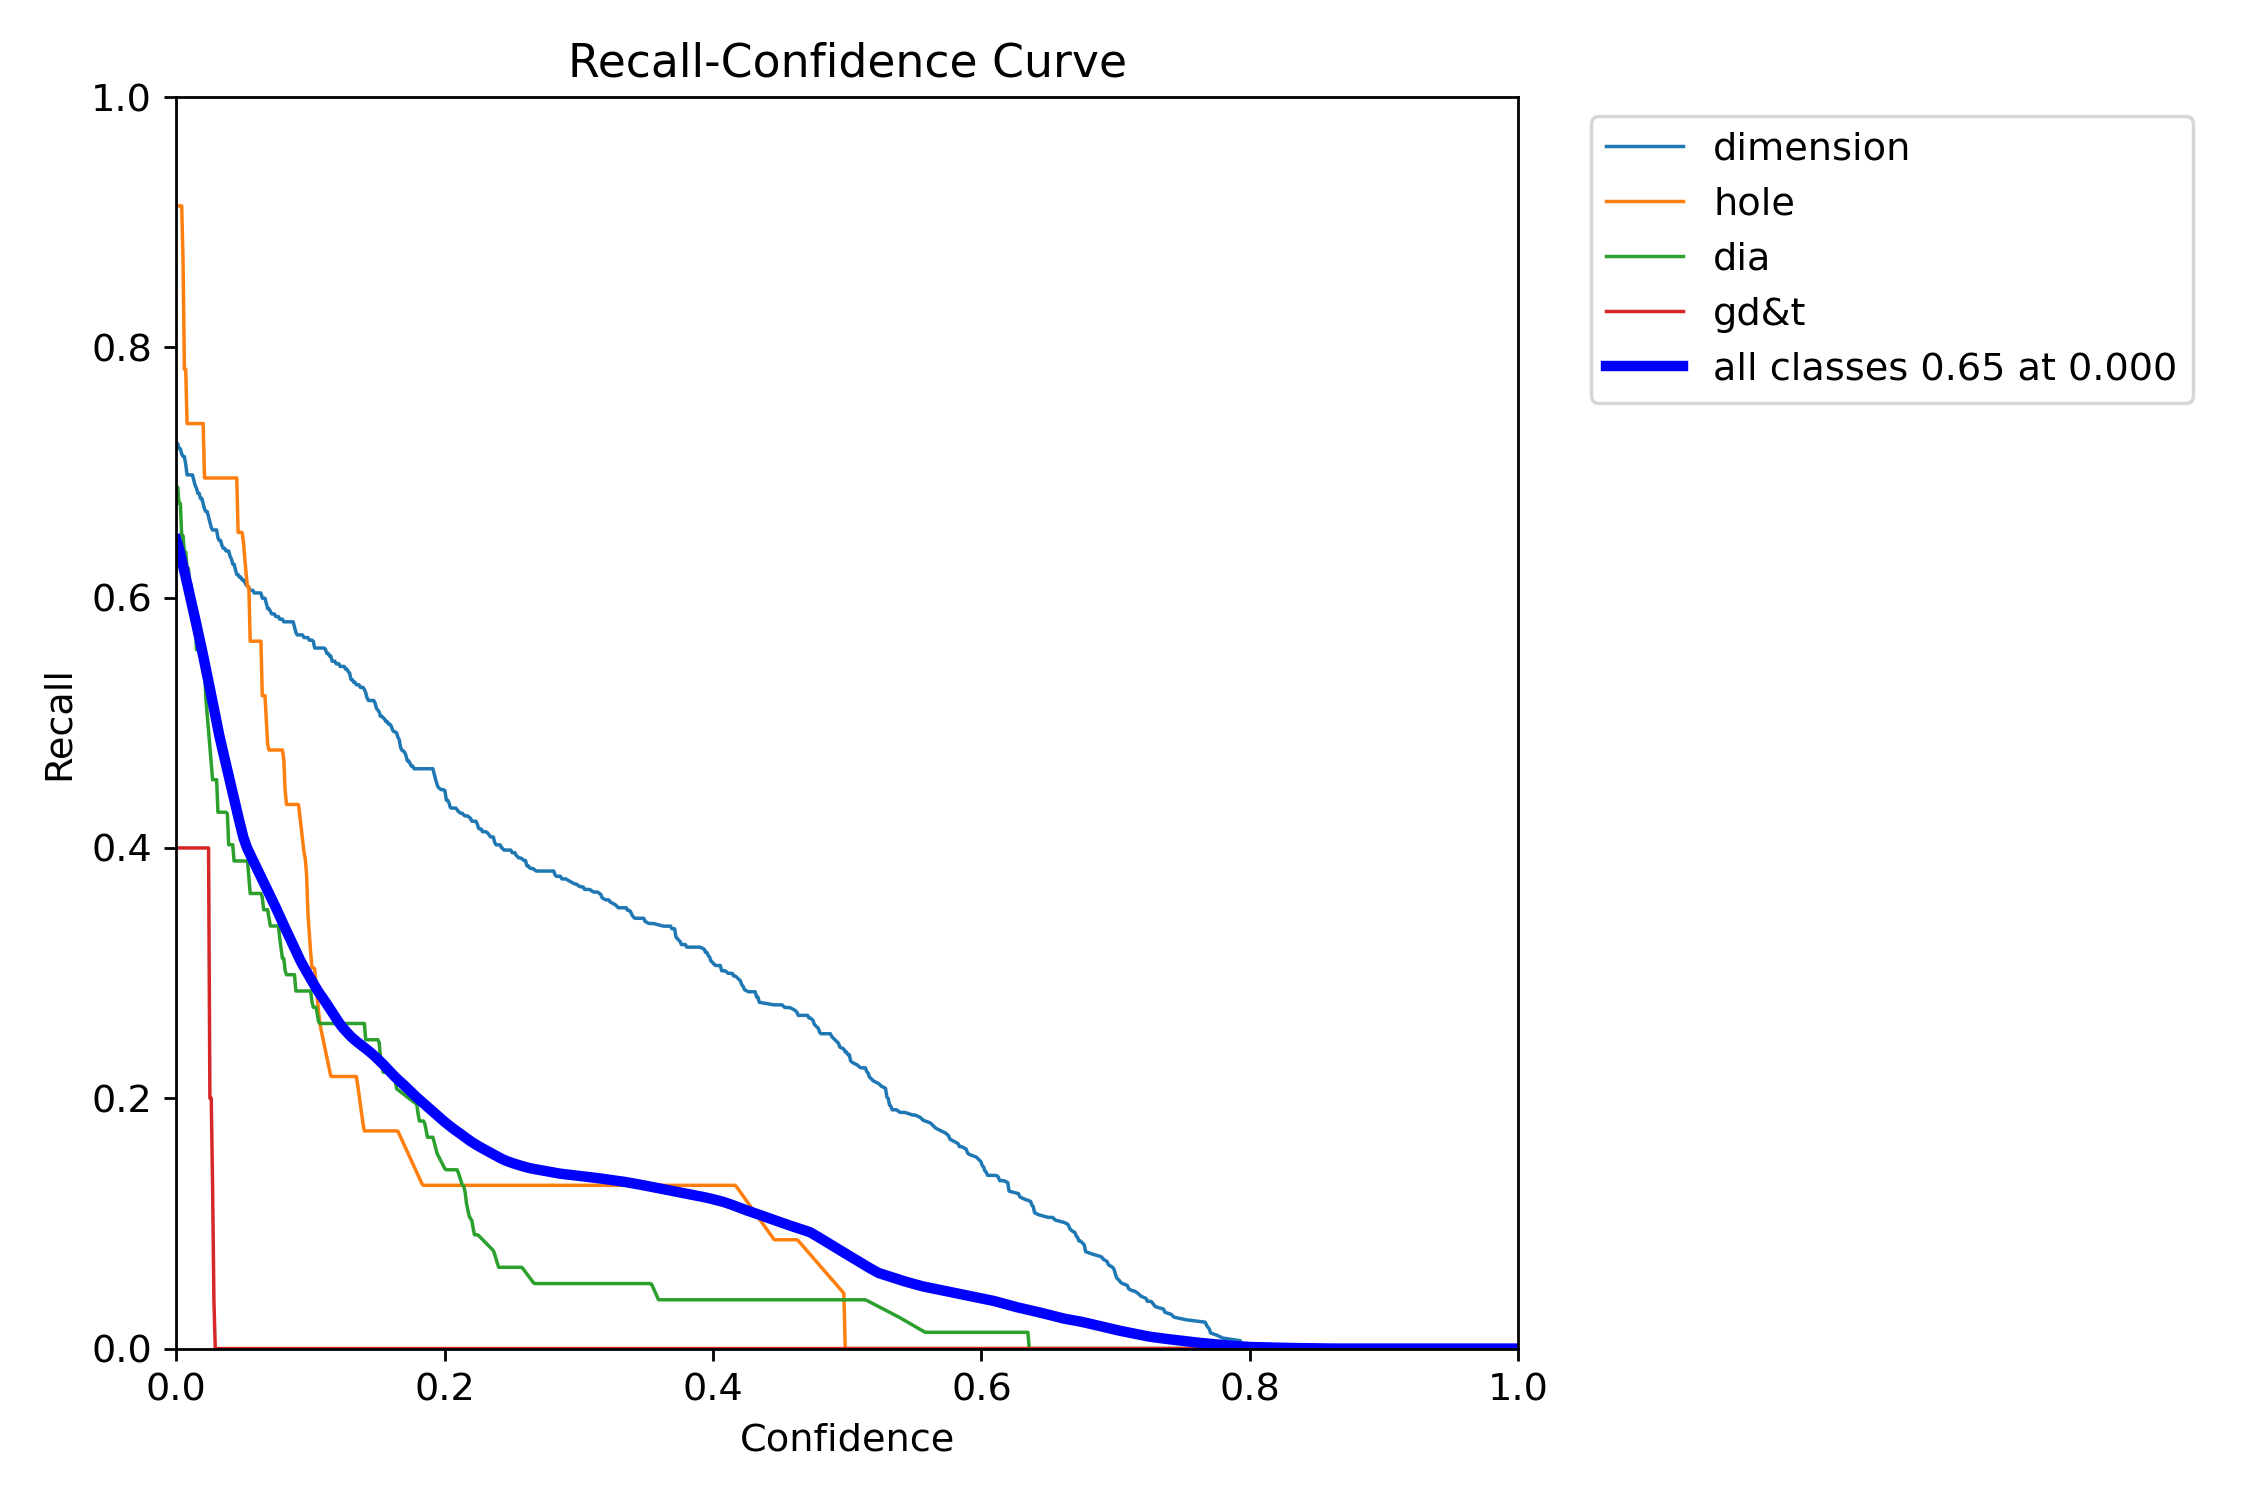 Recall-Confidence Curve
1.0
0.8
0.6
0.4
0.2
0.0
Recall
0.0 0.2 0.4 0.6 0.8 1.0
Confidence
dimension
hole
dia
gd&t
all classes 0.65 at 0.000